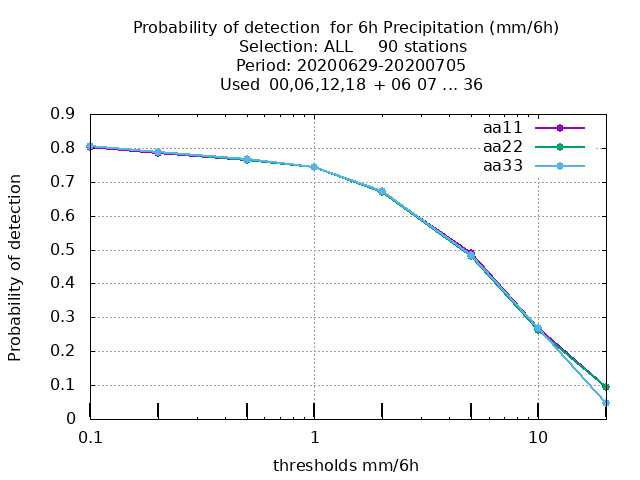 Probability of detection  for 6h Precipitation (mm/6h)
Selection: ALL     90 stations
Period: 20200629-20200705
Used 00,06,12,18 + 06 07 ... 36
0.9
0.8
0.7
0.6
0.5
0.4
0.3
0.2
0.1
0
Probability of detection
aa11
aa22
aa33
0.1
1
10
thresholds mm/6h